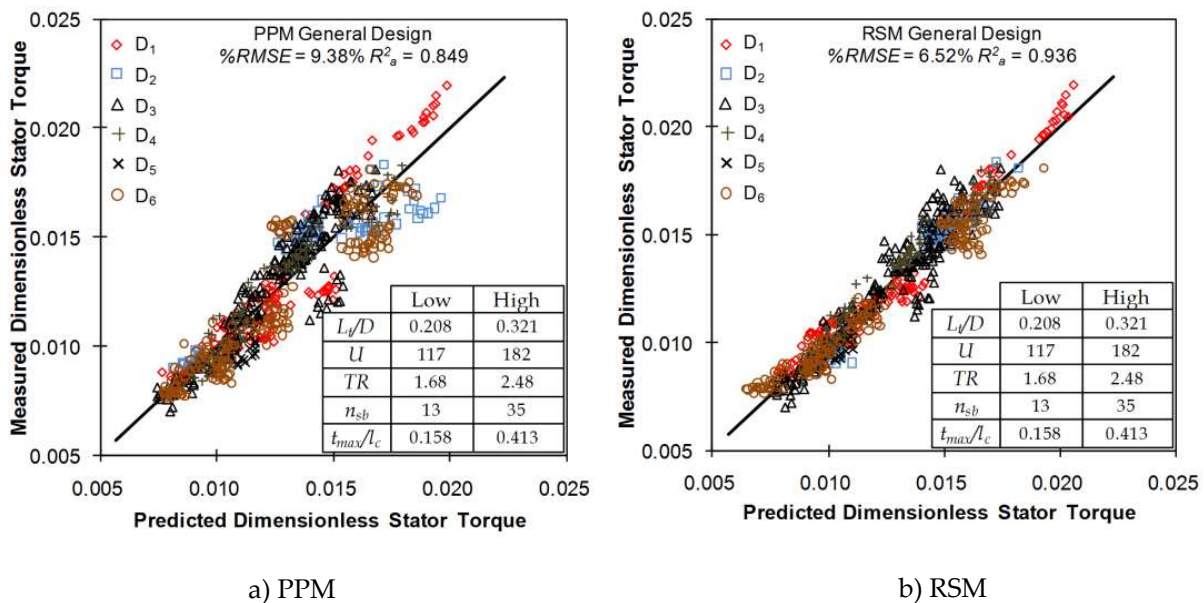 PPM General Design
%RMSE = 9.38% R²ₐ = 0.849
D₁
D₂
D₃
D₄
D₅
D₆
Measured Dimensionless Stator Torque
0.025
0.020
0.015
0.010
0.005
Low High
Lₜ/D 0.208 0.321
U 117 182
TR 1.68 2.48
n_sb 13 35
t_max/l_c 0.158 0.413
0.005 0.010 0.015 0.020 0.025
Predicted Dimensionless Stator Torque
a) PPM
RSM General Design
%RMSE = 6.52% R²ₐ = 0.936
D₁
D₂
D₃
D₄
D₅
D₆
Measured Dimensionless Stator Torque
0.025
0.020
0.015
0.010
0.005
Low High
Lₜ/D 0.208 0.321
U 117 182
TR 1.68 2.48
n_sb 13 35
t_max/l_c 0.158 0.413
0.005 0.010 0.015 0.020 0.025
Predicted Dimensionless Stator Torque
b) RSM